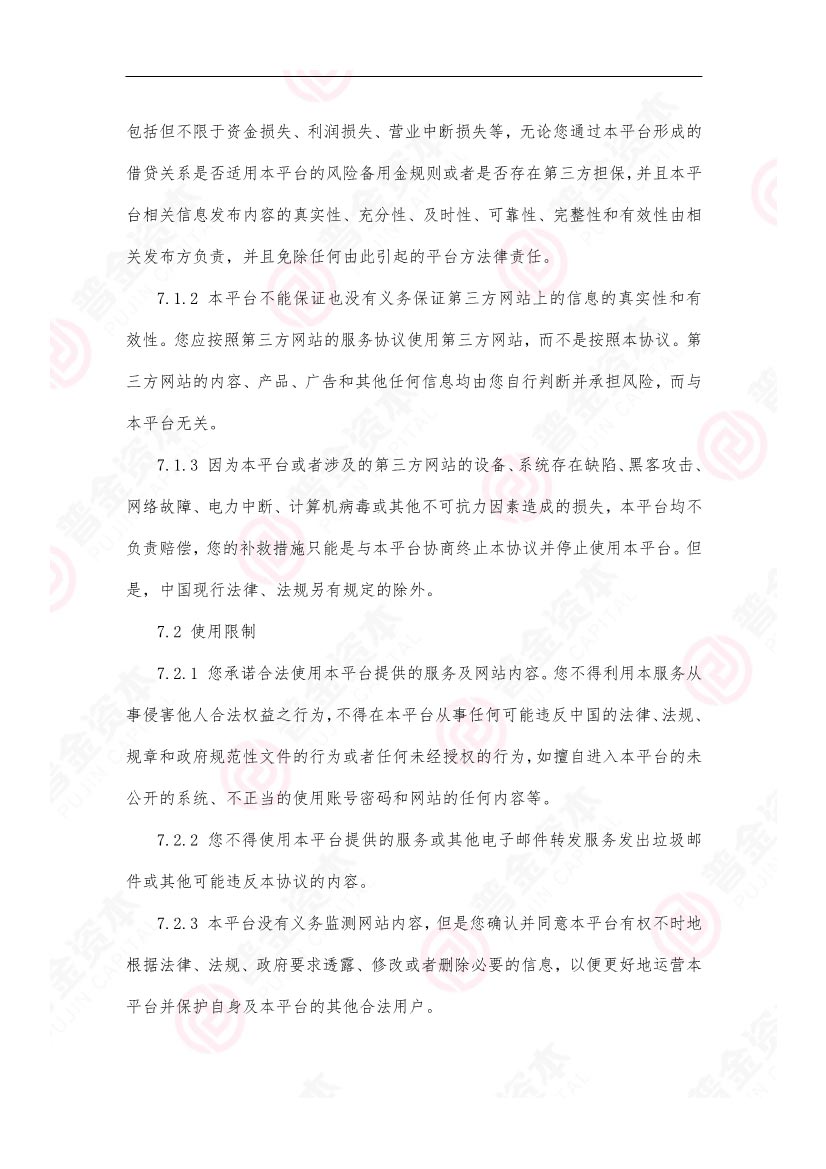 包括但不限于资金损失、利润损失、营业中断损失等，无论您通过本平台形成的
借贷关系是否适用本平台的风险备用金规则或者是否存在第三方担保，并且本平
台相关信息发布内容的真实性、充分性、及时性、可靠性、完整性和有效性由相
关发布方负责，并且免除任何由此引起的平台方法律责任。
7.1.2 本平台不能保证也没有义务保证第三方网站上的信息的真实性和有
效性。您应按照第三方网站的服务协议使用第三方网站，而不是按照本协议。第
三方网站的内容、产品、广告和其他任何信息均由您自行判断并承担风险，而与
本平台无关。
7.1.3 因为本平台或者涉及的第三方网站的设备、系统存在缺陷、黑客攻击、
网络故障、电力中断、计算机病毒或其他不可抗力因素造成的损失，本平台均不
负责赔偿，您的补救措施只能是与本平台协商终止本协议并停止使用本平台。但
是，中国现行法律、法规另有规定的除外。
7.2 使用限制
7.2.1 您承诺合法使用本平台提供的服务及网站内容。您不得利用本服务从
事侵害他人合法权益之行为，不得在本平台从事任何可能违反中国的法律、法规、
规章和政府规范性文件的行为或者任何未经授权的行为，如擅自进入本平台的未
公开的系统、不正当的使用账号密码和网站的任何内容等。
7.2.2 您不得使用本平台提供的服务或其他电子邮件转发服务发出垃圾邮
件或其他可能违反本协议的内容。
7.2.3 本平台没有义务监测网站内容，但是您确认并同意本平台有权不时地
根据法律、法规、政府要求透露、修改或者删除必要的信息，以便更好地运营本
平台并保护自身及本平台的其他合法用户。
普金资本
PUJIN CAPITAL